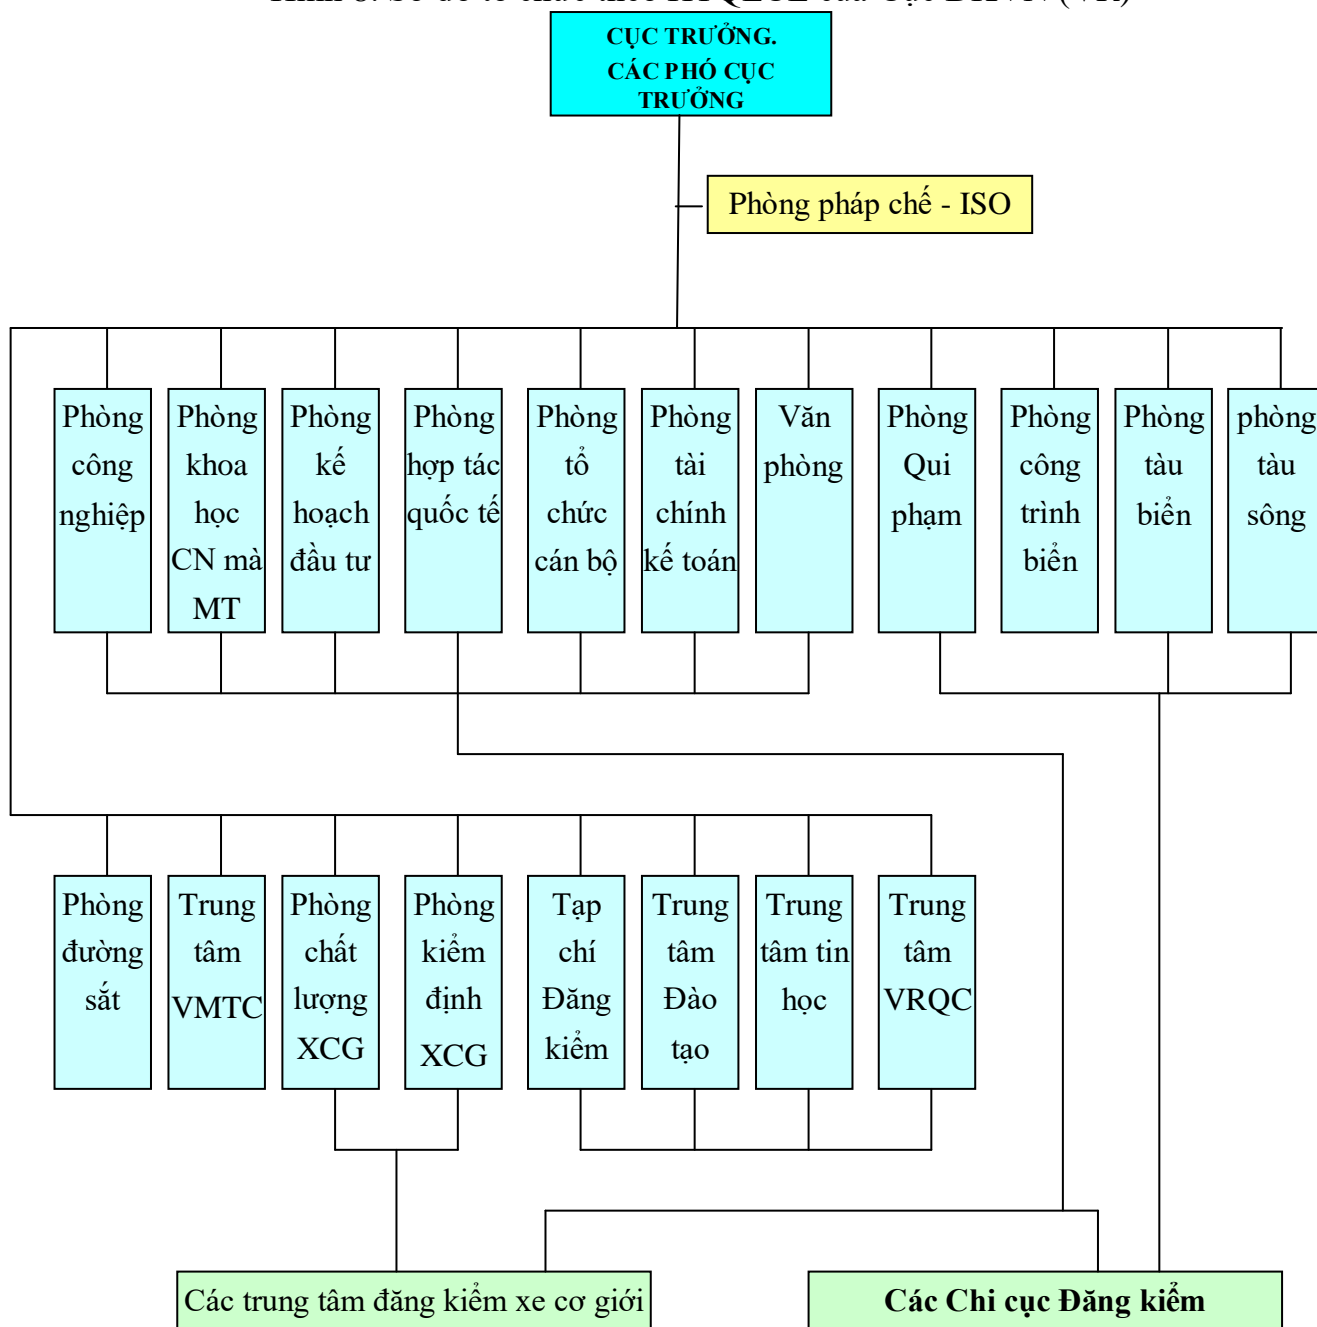 CỤC TRƯỞNG.
CÁC PHÓ CỤC
TRƯỞNG
Phòng pháp chế - ISO
Phòng
công
nghiệp
Phòng
khoa
học
CN mà
MT
Phòng
kế
hoạch
đầu tư
Phòng
hợp tác
quốc tế
Phòng
tổ
chức
cán bộ
Phòng
tài
chính
kế toán
Văn
phòng
Phòng
Qui
phạm
Phòng
công
trình
biển
Phòng
tàu
biển
phòng
tàu
sông
Phòng
đường
sắt
Trung
tâm
VMTC
Phòng
chất
lượng
XCG
Phòng
kiểm
định
XCG
Tạp
chí
Đăng
kiểm
Trung
tâm
Đào
tạo
Trung
tâm tin
học
Trung
tâm
VRQC
Các trung tâm đăng kiểm xe cơ giới
Các Chi cục Đăng kiểm